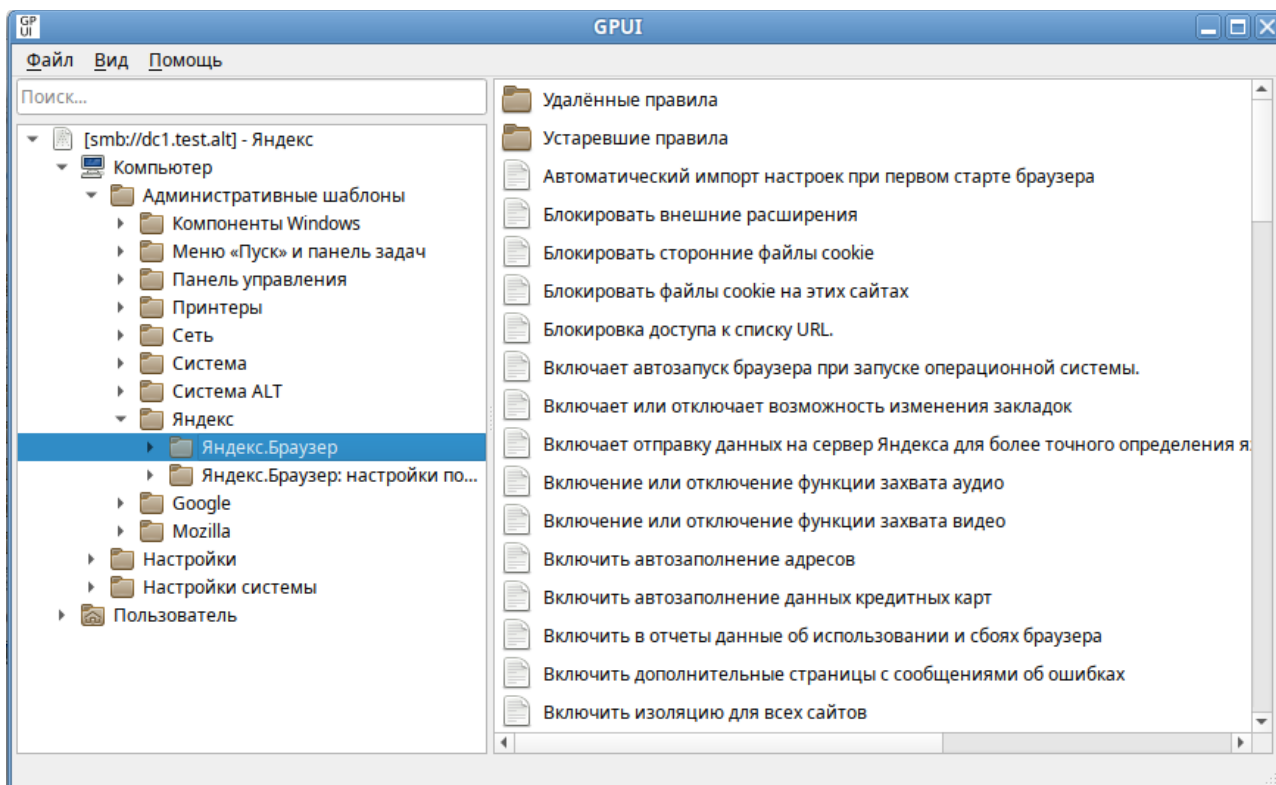 GP
UI
GPUI
Файл Вид Помощь
Поиск...
[smb://dc1.test.alt] - Яндекс
Компьютер
Административные шаблоны
Компоненты Windows
Меню «Пуск» и панель задач
Панель управления
Принтеры
Сеть
Система
Система ALT
Яндекс
Яндекс.Браузер
Яндекс.Браузер: настройки по...
Google
Mozilla
Настройки
Настройки системы
Пользователь
Удалённые правила
Устаревшие правила
Автоматический импорт настроек при первом старте браузера
Блокировать внешние расширения
Блокировать сторонние файлы cookie
Блокировать файлы cookie на этих сайтах
Блокировка доступа к списку URL.
Включает автозапуск браузера при запуске операционной системы.
Включает или отключает возможность изменения закладок
Включает отправку данных на сервер Яндекса для более точного определения я
Включение или отключение функции захвата аудио
Включение или отключение функции захвата видео
Включить автозаполнение адресов
Включить автозаполнение данных кредитных карт
Включить в отчеты данные об использовании и сбоях браузера
Включить дополнительные страницы с сообщениями об ошибках
Включить изоляцию для всех сайтов